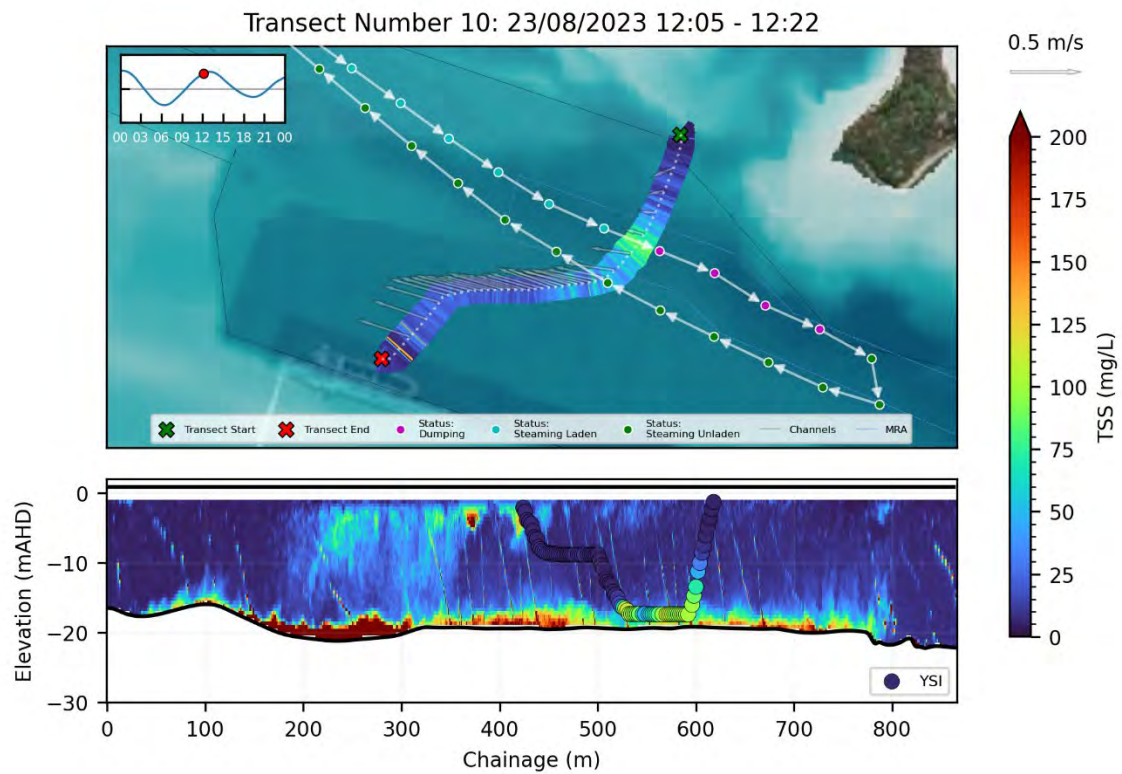 Transect Number 10: 23/08/2023 12:05 - 12:22
0.5 m/s
00 03 06 09 12 15 18 21 00
Transect Start
Transect End
Status:
Dumping
Status:
Steaming Laden
Status:
Steaming Unladen
Channels
MRA
200
175
150
125
100
75
50
25
0
TSS (mg/L)
Elevation (mAHD)
0
−10
−20
−30
YSI
0 100 200 300 400 500 600 700 800
Chainage (m)